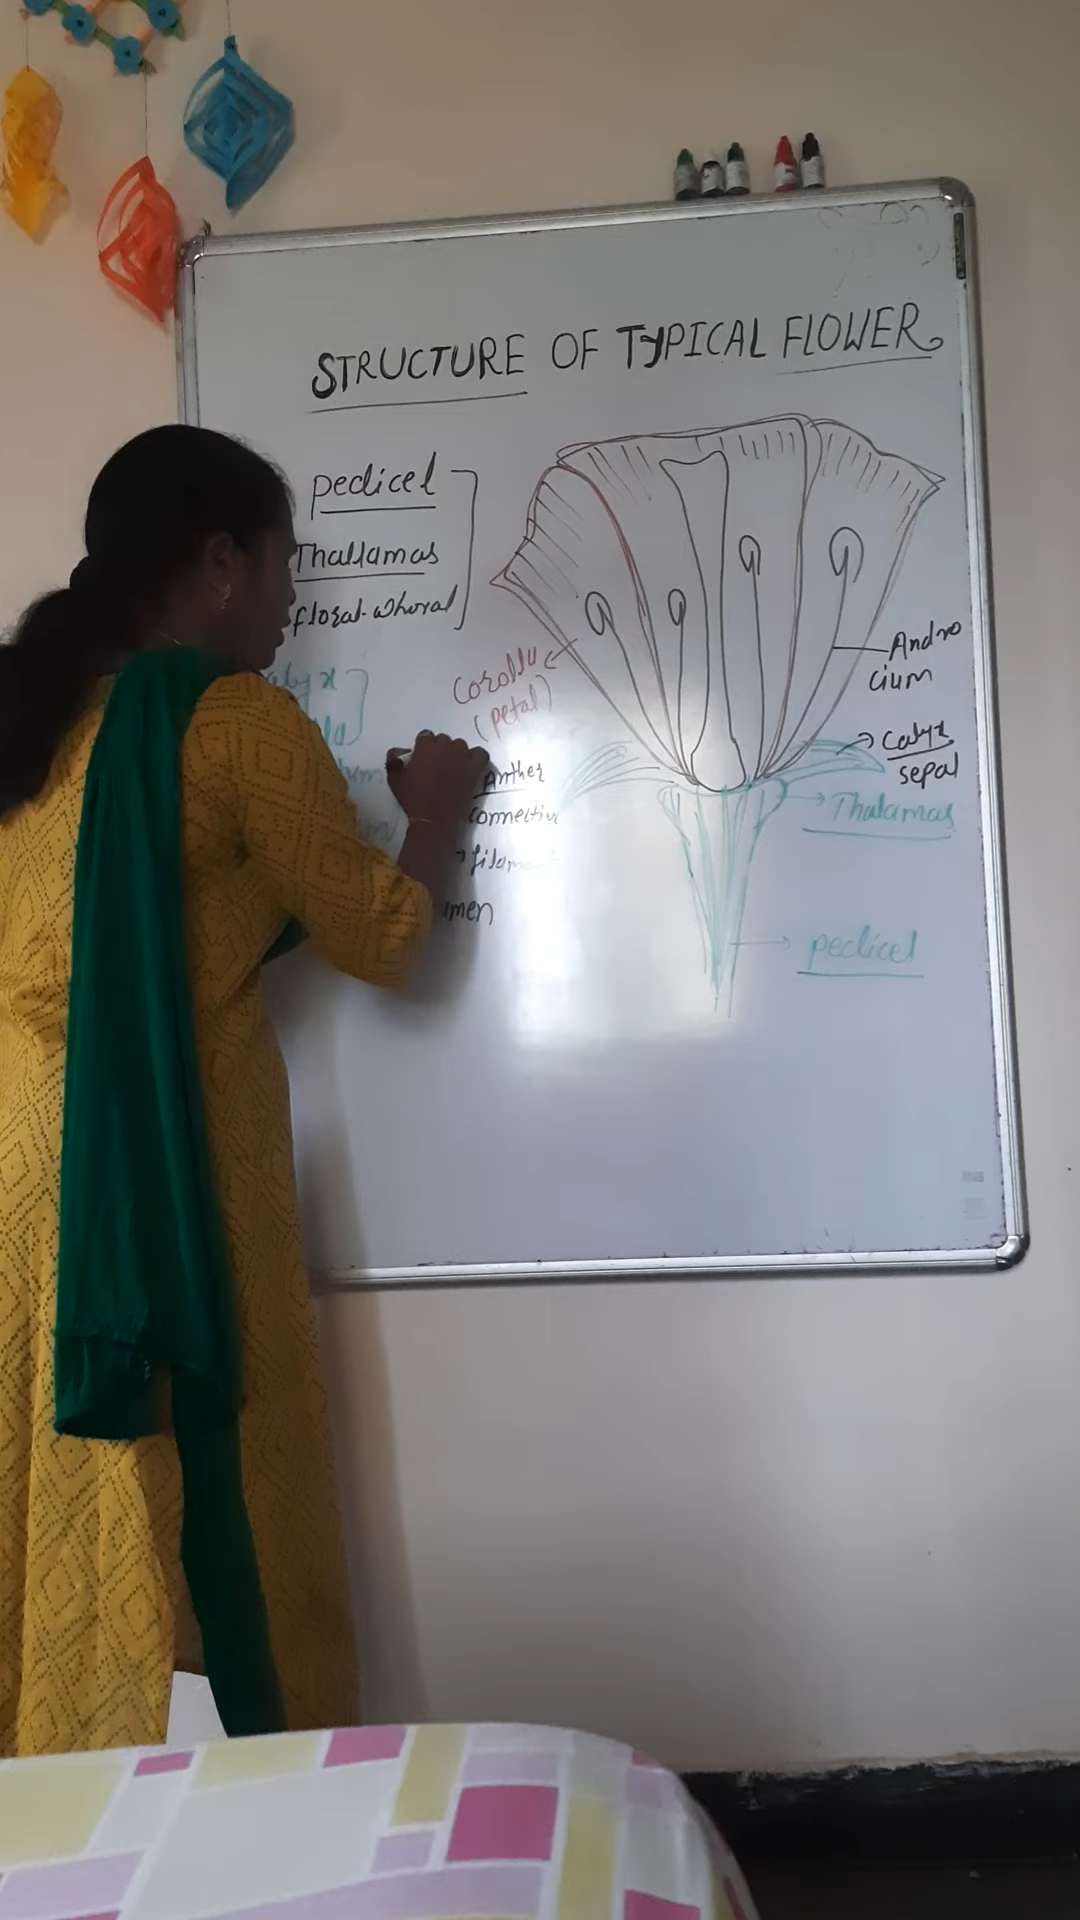 STRUCTURE OF TYPICAL FLOWER
pedicel
Thallamas
floral-whoral
Corolla
(petal)
Andro
cium
Calyx
sepal
Anther
Connective
filament
Thalamas
pedicel